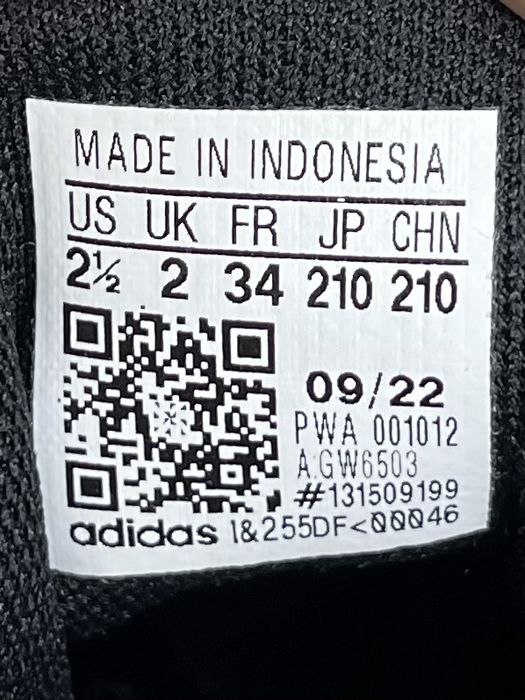 MADE IN INDONESIA
US UK FR JP CHN
2½ 2 34 210 210
09/22
PWA 001012
A GW6503
#131509199
adidas 1&255DF<00046